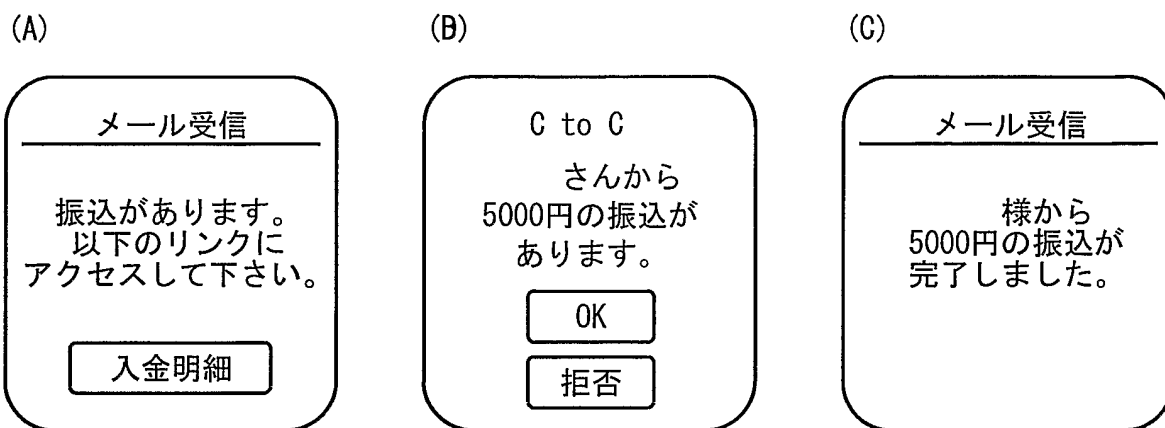 (A)
メール受信
振込があります。
以下のリンクに
アクセスして下さい。
入金明細
(B)
C to C
さんから
5000円の振込が
あります。
OK
拒否
(C)
メール受信
様から
5000円の振込が
完了しました。